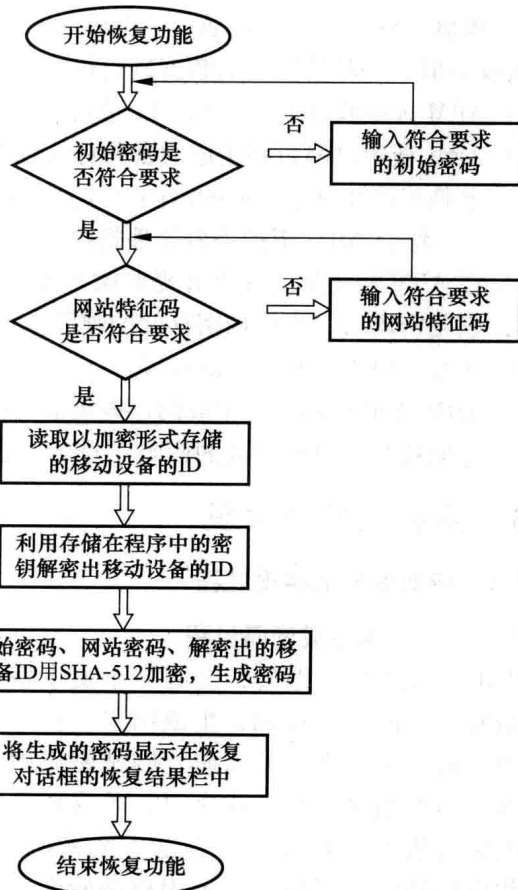 开始恢复功能
初始密码是
否符合要求
否
输入符合要求
的初始密码
是
网站特征码
是否符合要求
否
输入符合要求
的网站特征码
是
读取以加密形式存储
的移动设备的ID
利用存储在程序中的密
钥解密出移动设备的ID
始密码、网站密码、解密出的移
备ID用SHA-512加密，生成密码
将生成的密码显示在恢复
对话框的恢复结果栏中
结束恢复功能